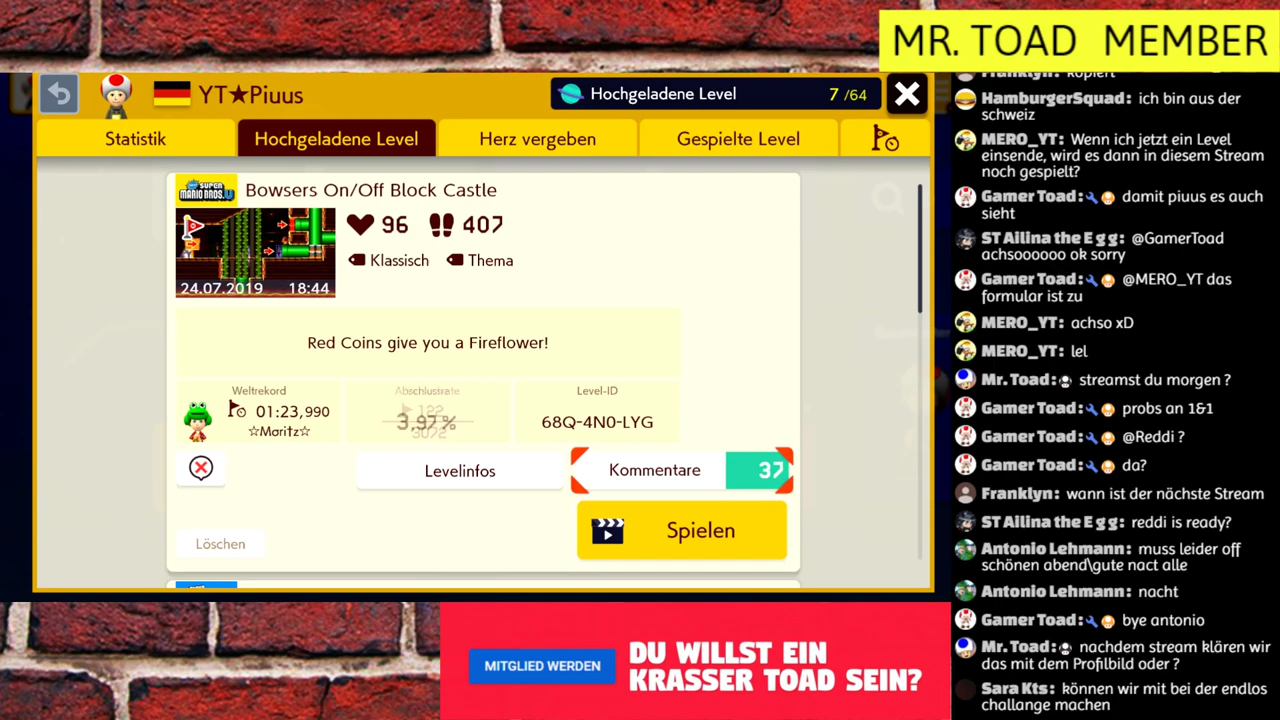 MR. TOAD MEMBER
YT★Piuus
Hochgeladene Level
7 /64
Statistik
Hochgeladene Level
Herz vergeben
Gespielte Level
SUPER
MARIO BROS. U
Bowsers On/Off Block Castle
96
407
Klassisch
Thema
24.07.2019
18:44
Red Coins give you a Fireflower!
Weltrekord
01:23,990
☆Moritz☆
Abschlussrate
122
3,97%
3072
Level-ID
68Q-4N0-LYG
Levelinfos
Kommentare
37
Löschen
Spielen
MITGLIED WERDEN
DU WILLST EIN
KRASSER TOAD SEIN?
Franklyn: kopiert
HamburgerSquad: ich bin aus der
schweiz
MERO_YT: Wenn ich jetzt ein Level
einsende, wird es dann in diesem Stream
noch gespielt?
Gamer Toad: damit piuus es auch
sieht
ST Ailina the E g g: @GamerToad
achsoooooo ok sorry
Gamer Toad: @MERO_YT das
formular ist zu
MERO_YT: achso xD
MERO_YT: lel
Mr. Toad: streamst du morgen ?
Gamer Toad: probs an 1&1
Gamer Toad: @Reddi ?
Gamer Toad: da?
Franklyn: wann ist der nächste Stream
ST Ailina the E g g: reddi is ready?
Antonio Lehmann: muss leider off
schönen abend\gute nact alle
Antonio Lehmann: nacht
Gamer Toad: bye antonio
Mr. Toad: nachdem stream klären wir
das mit dem Profilbild oder ?
Sara Kts: können wir mit bei der endlos
challange machen